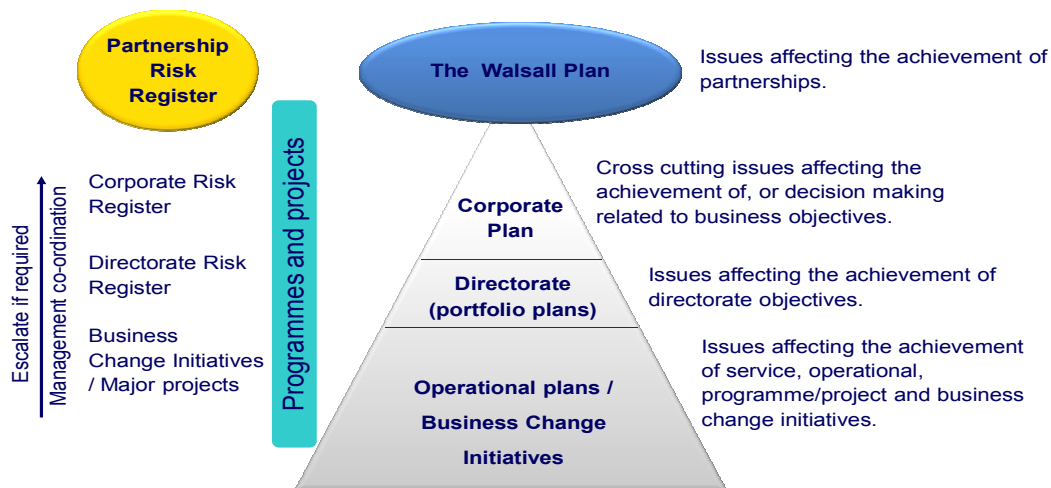 Partnership
Risk
Register
The Walsall Plan
Issues affecting the achievement of
partnerships.
Escalate if required
Management co-ordination
Corporate Risk
Register
Directorate Risk
Register
Business
Change Initiatives
/ Major projects
Programmes and projects
Corporate
Plan
Directorate
(portfolio plans)
Operational plans /
Business Change
Initiatives
Cross cutting issues affecting the
achievement of, or decision making
related to business objectives.
Issues affecting the achievement of
directorate objectives.
Issues affecting the achievement
of service, operational,
programme/project and business
change initiatives.